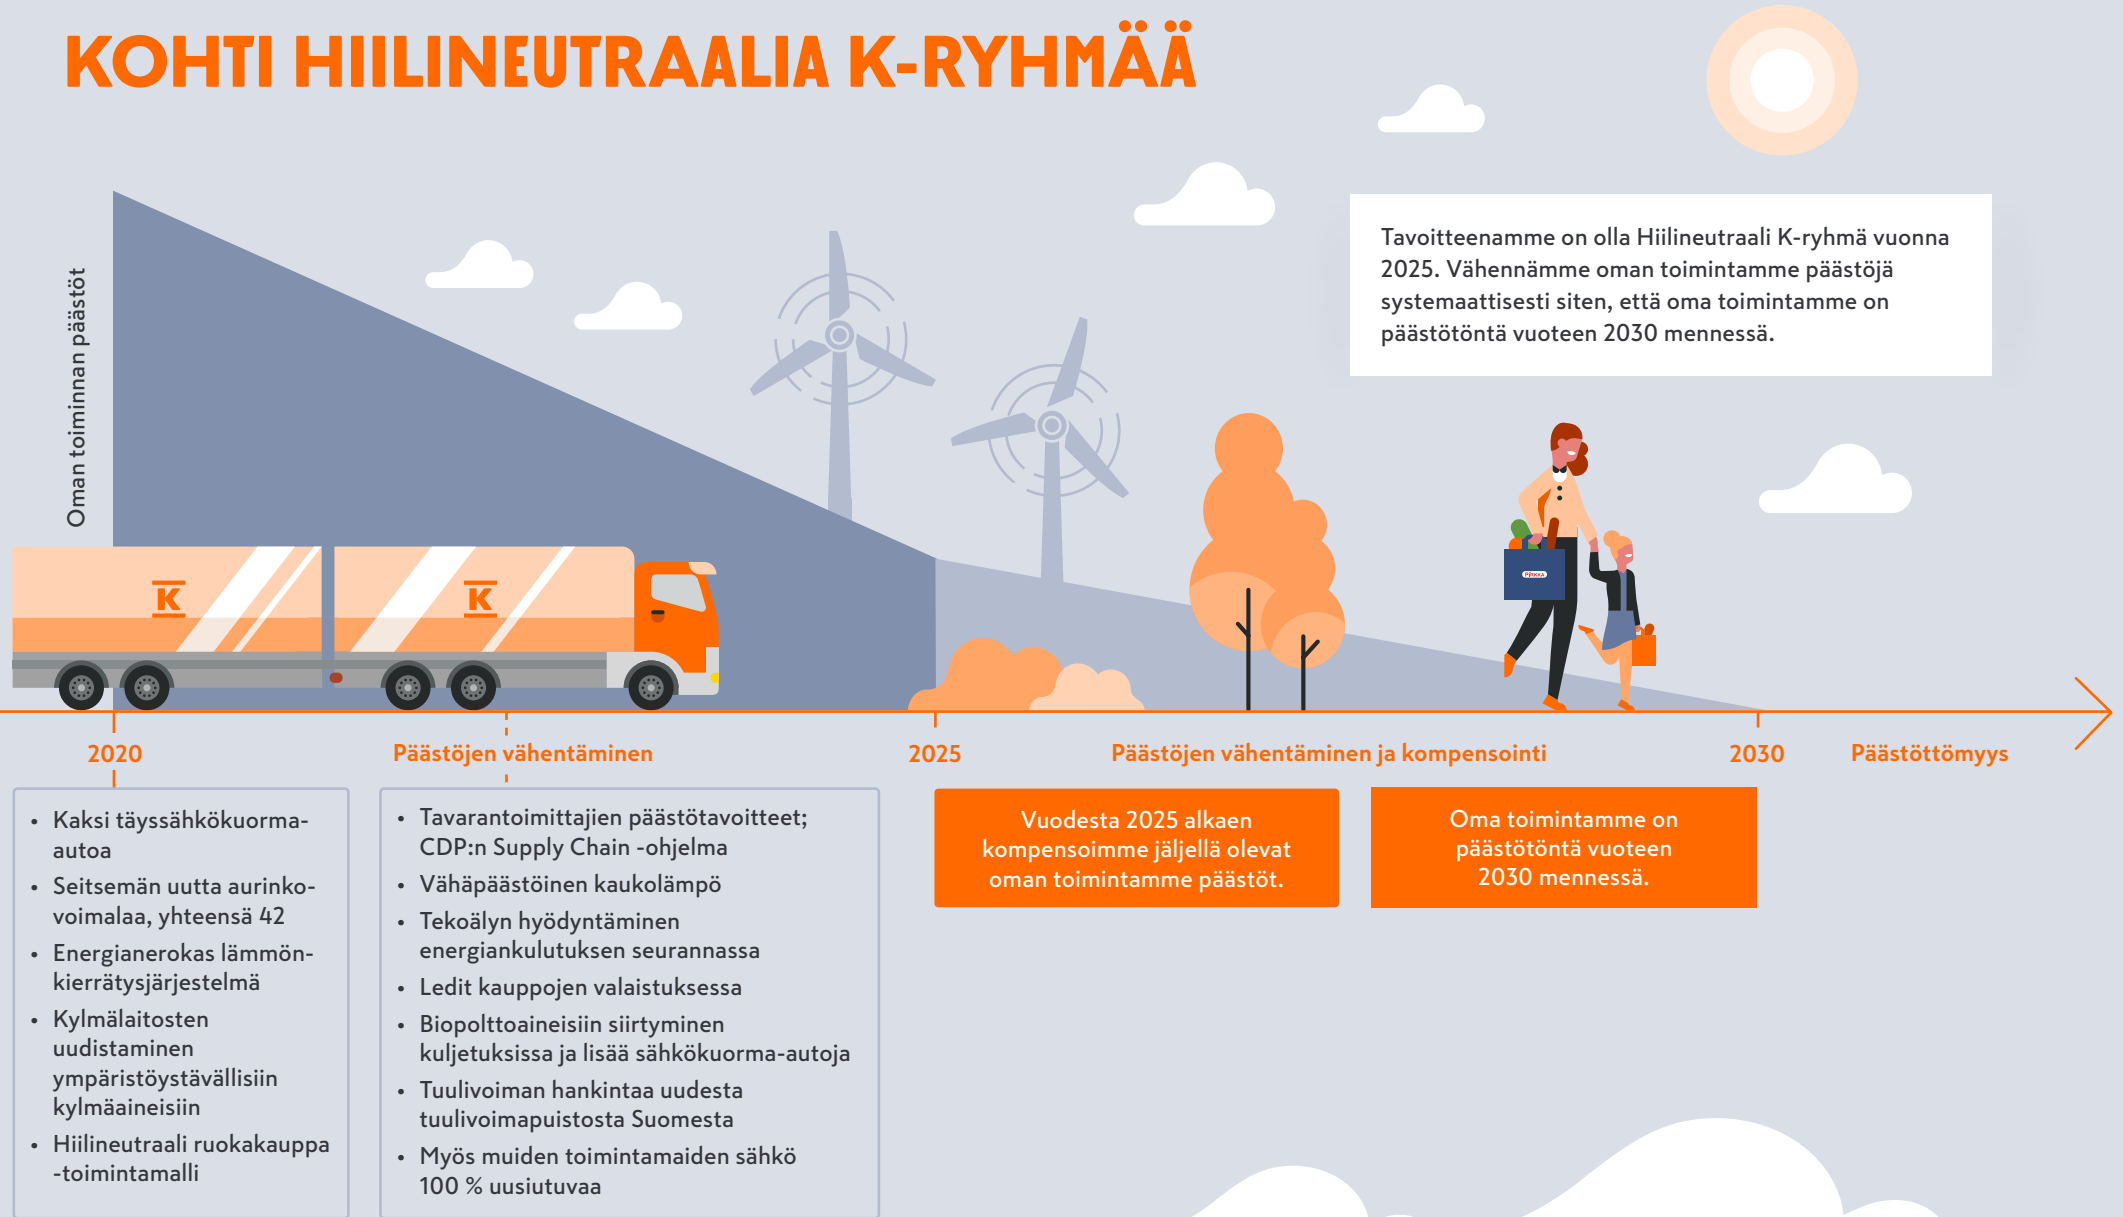 KOHTI HIILINEUTRAALIA K-RYHMÄÄ
Tavoitteenamme on olla Hiilineutraali K-ryhmä vuonna
2025. Vähennämme oman toimintamme päästöjä
systemaattisesti siten, että oma toimintamme on
päästötöntä vuoteen 2030 mennessä.
Oman toiminnan päästöt
K
K
PIRKKA
2020
Päästöjen vähentäminen
2025
Päästöjen vähentäminen ja kompensointi
2030
Päästöttömyys
• Kaksi täyssähkökuorma-
autoa
• Seitsemän uutta aurinko-
voimalaa, yhteensä 42
• Energianerokas lämmön-
kierrätysjärjestelmä
• Kylmälaitosten
uudistaminen
ympäristöystävällisiin
kylmäaineisiin
• Hiilineutraali ruokakauppa
-toimintamalli
• Tavarantoimittajien päästötavoitteet;
CDP:n Supply Chain -ohjelma
• Vähäpäästöinen kaukolämpö
• Tekoälyn hyödyntäminen
energiankulutuksen seurannassa
• Ledit kauppojen valaistuksessa
• Biopolttoaineisiin siirtyminen
kuljetuksissa ja lisää sähkökuorma-autoja
• Tuulivoiman hankintaa uudesta
tuulivoimapuistosta Suomesta
• Myös muiden toimintamaiden sähkö
100 % uusiutuvaa
Vuodesta 2025 alkaen
kompensoimme jäljellä olevat
oman toimintamme päästöt.
Oma toimintamme on
päästötöntä vuoteen
2030 mennessä.